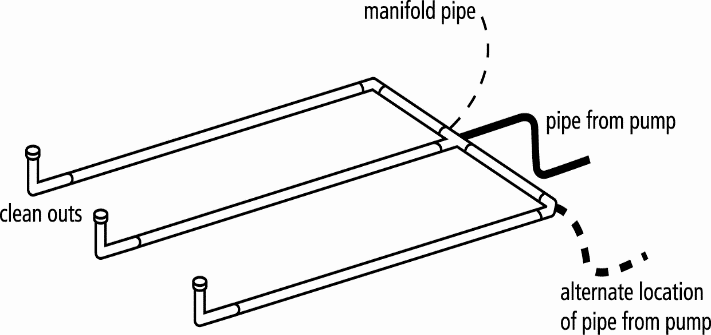 manifold pipe
pipe from pump
clean outs
alternate location
of pipe from pump